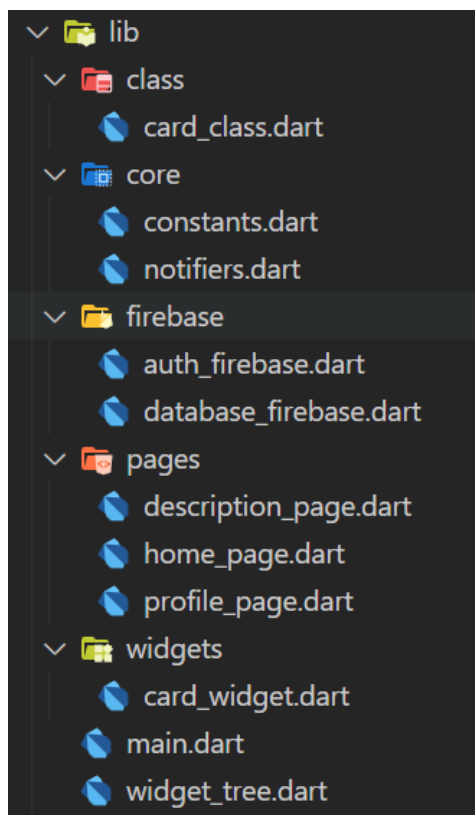 lib
class
card_class.dart
core
constants.dart
notifiers.dart
firebase
auth_firebase.dart
database_firebase.dart
pages
description_page.dart
home_page.dart
profile_page.dart
widgets
card_widget.dart
main.dart
widget_tree.dart